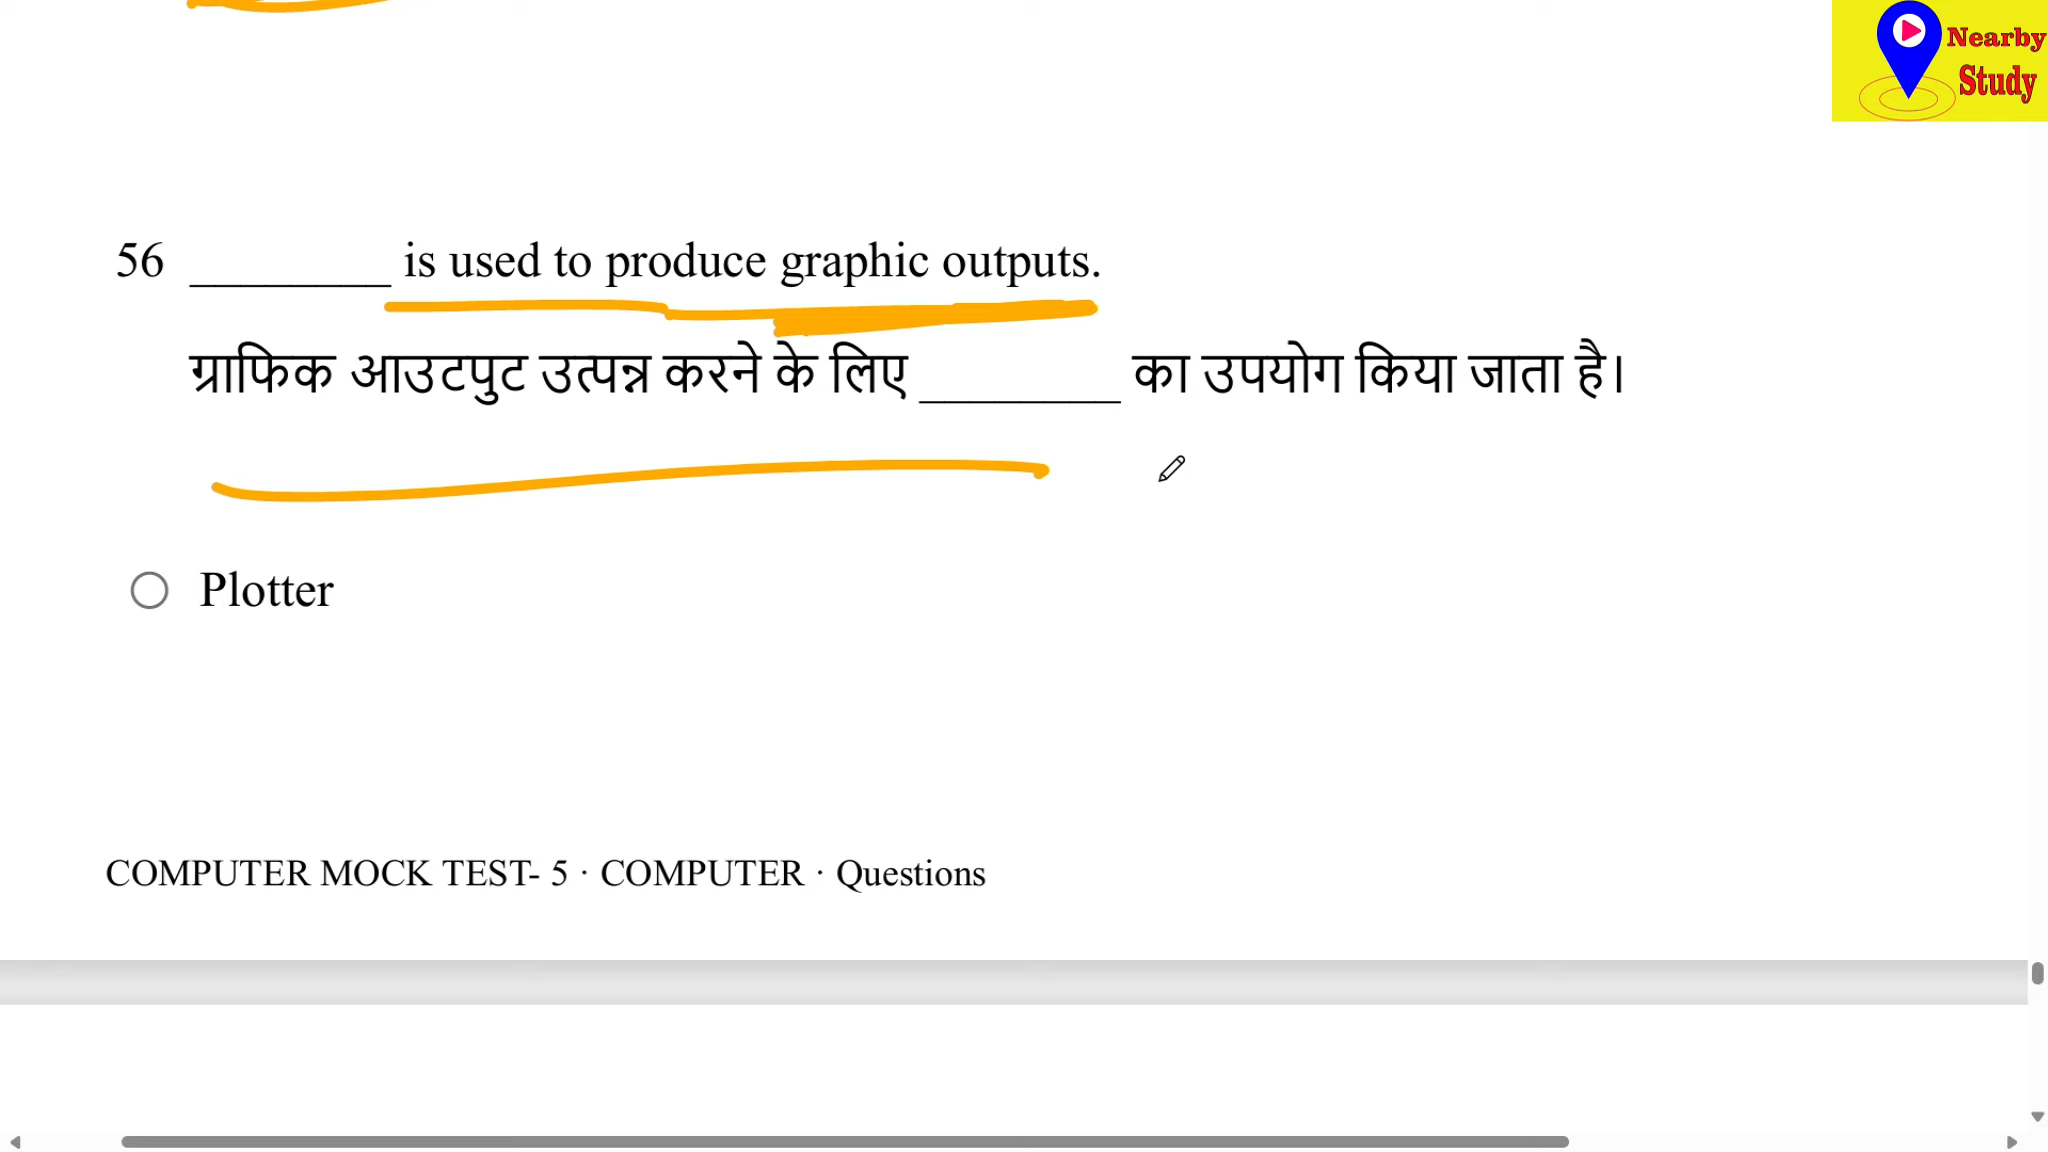 Nearby
Study
56 ________ is used to produce graphic outputs.
ग्राफिक आउटपुट उत्पन्न करने के लिए ________ का उपयोग किया जाता है।
Plotter
COMPUTER MOCK TEST- 5 · COMPUTER · Questions